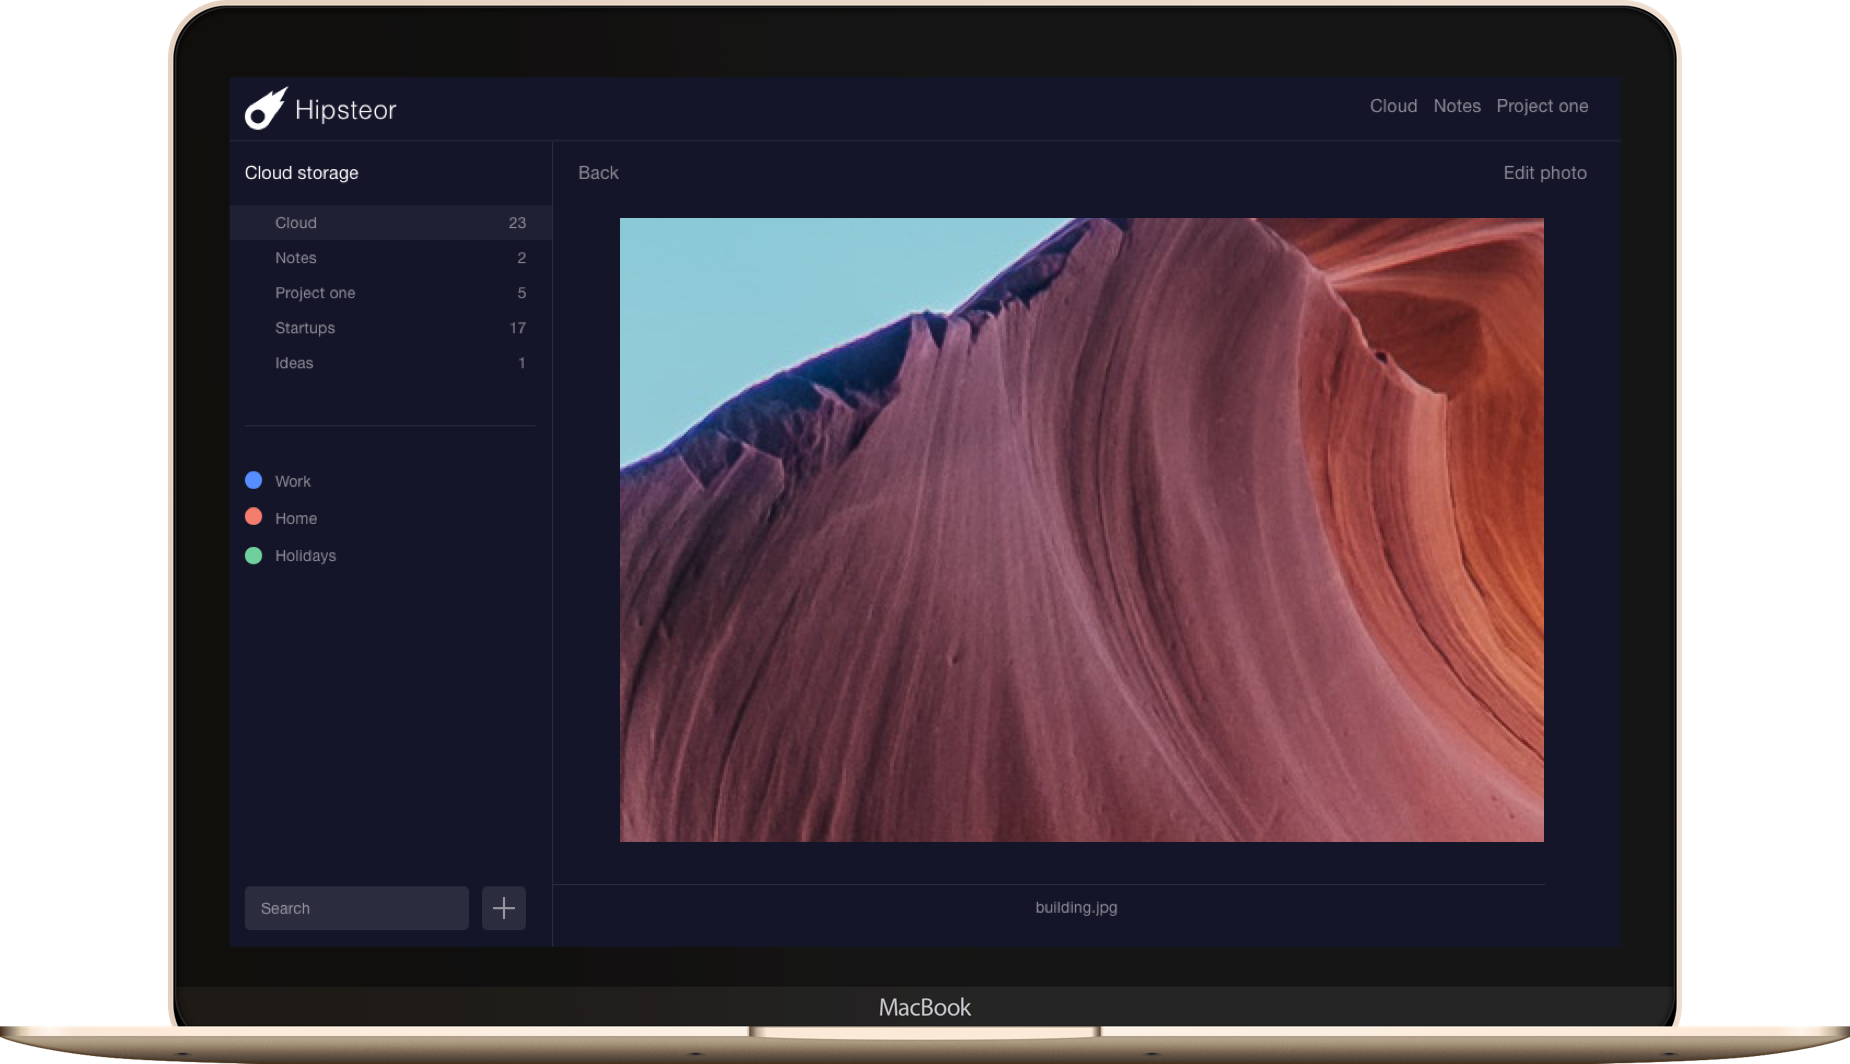 Hipsteor
Cloud Notes Project one
Cloud storage
Back
Edit photo
Cloud 23
Notes 2
Project one 5
Startups 17
Ideas 1
Work
Home
Holidays
Search
building.jpg
MacBook